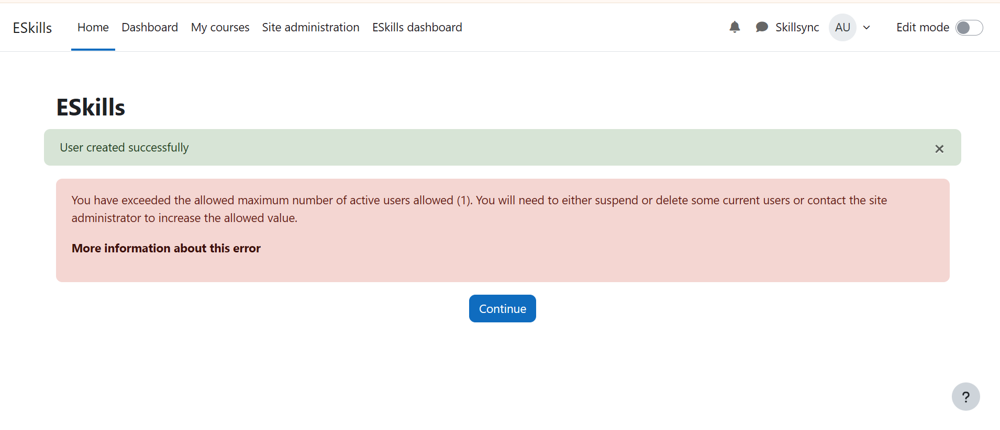 ESkills Home Dashboard My courses Site administration ESkills dashboard Skillsync AU Edit mode
ESkills
User created successfully ×
You have exceeded the allowed maximum number of active users allowed (1). You will need to either suspend or delete some current users or contact the site
administrator to increase the allowed value.
More information about this error
Continue
?